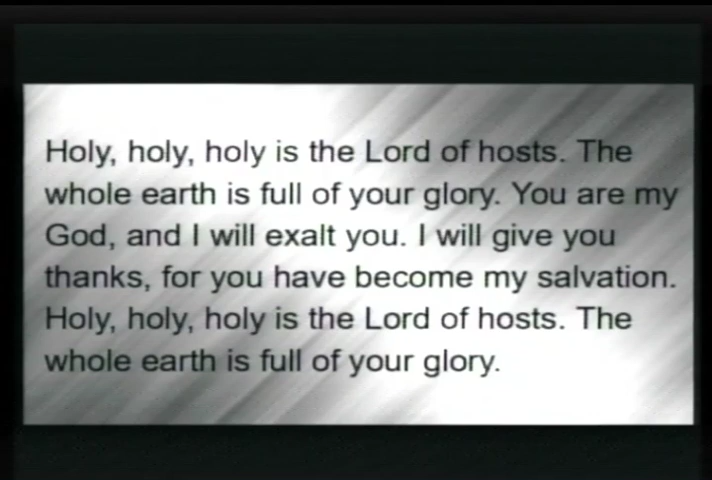 Holy, holy, holy is the Lord of hosts. The
whole earth is full of your glory. You are my
God, and I will exalt you. I will give you
thanks, for you have become my salvation.
Holy, holy, holy is the Lord of hosts. The
whole earth is full of your glory.